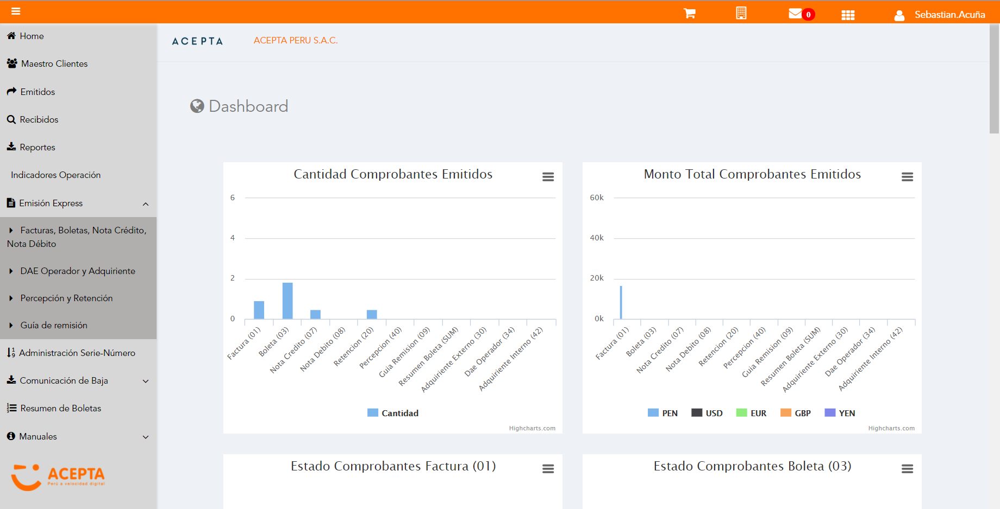 0
Sebastian.Acuña
Home
Maestro Clientes
Emitidos
Recibidos
Reportes
Indicadores Operación
Emisión Express
Facturas, Boletas, Nota Crédito,
Nota Débito
DAE Operador y Adquiriente
Percepción y Retención
Guía de remisión
Administración Serie-Número
Comunicación de Baja
Resumen de Boletas
Manuales
ACEPTA
Perú a velocidad digital
ACEPTA
ACEPTA PERU S.A.C.
Dashboard
Cantidad Comprobantes Emitidos
6
4
2
0
Factura (01)
Boleta (03)
Nota Credito (07)
Nota Debito (08)
Retencion (20)
Percepcion (40)
Guia Remision (09)
Resumen Boleta (SUM)
Adquiriente Externo (30)
Dae Operador (34)
Adquiriente Interno (42)
Cantidad
Highcharts.com
Monto Total Comprobantes Emitidos
60k
40k
20k
0k
Factura (01)
Boleta (03)
Nota Credito (07)
Nota Debito (08)
Retencion (20)
Percepcion (40)
Guia Remision (09)
Resumen Boleta (SUM)
Adquiriente Externo (30)
Dae Operador (34)
Adquiriente Interno (42)
PEN USD EUR GBP YEN
Highcharts.com
Estado Comprobantes Factura (01)
Estado Comprobantes Boleta (03)